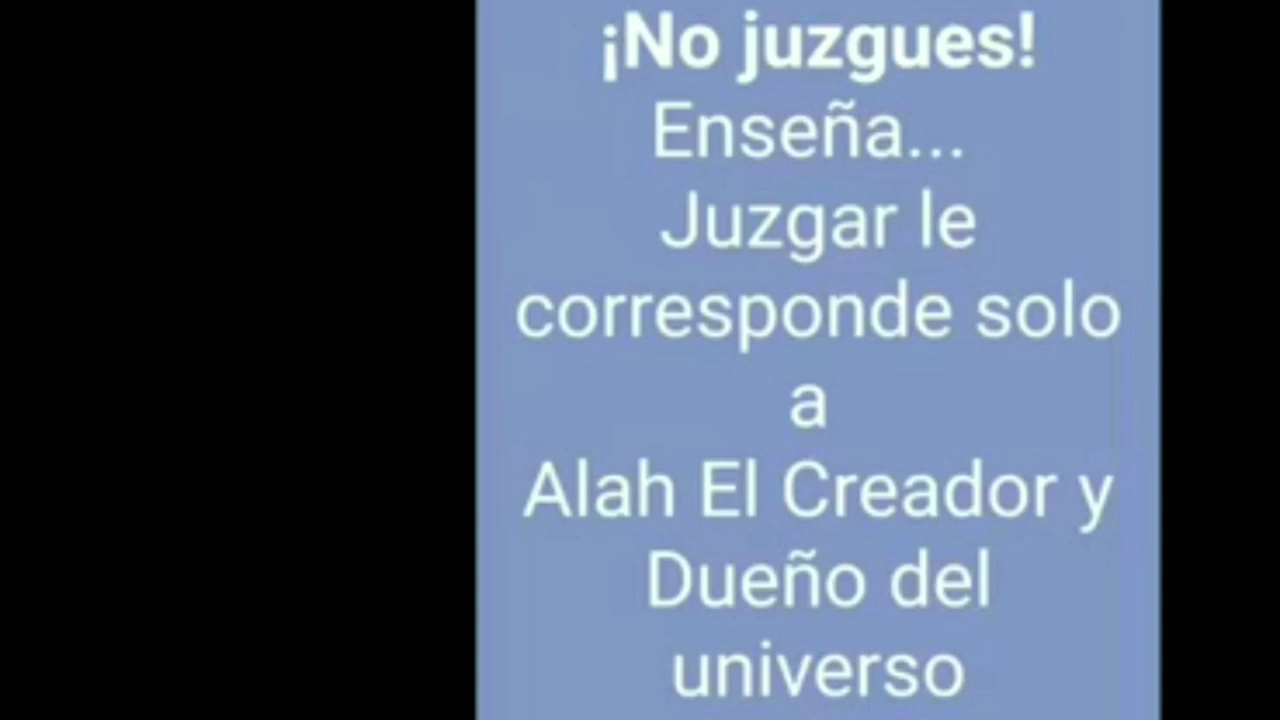 ¡No juzgues!
Enseña...
Juzgar le
corresponde solo
a
Alah El Creador y
Dueño del
universo